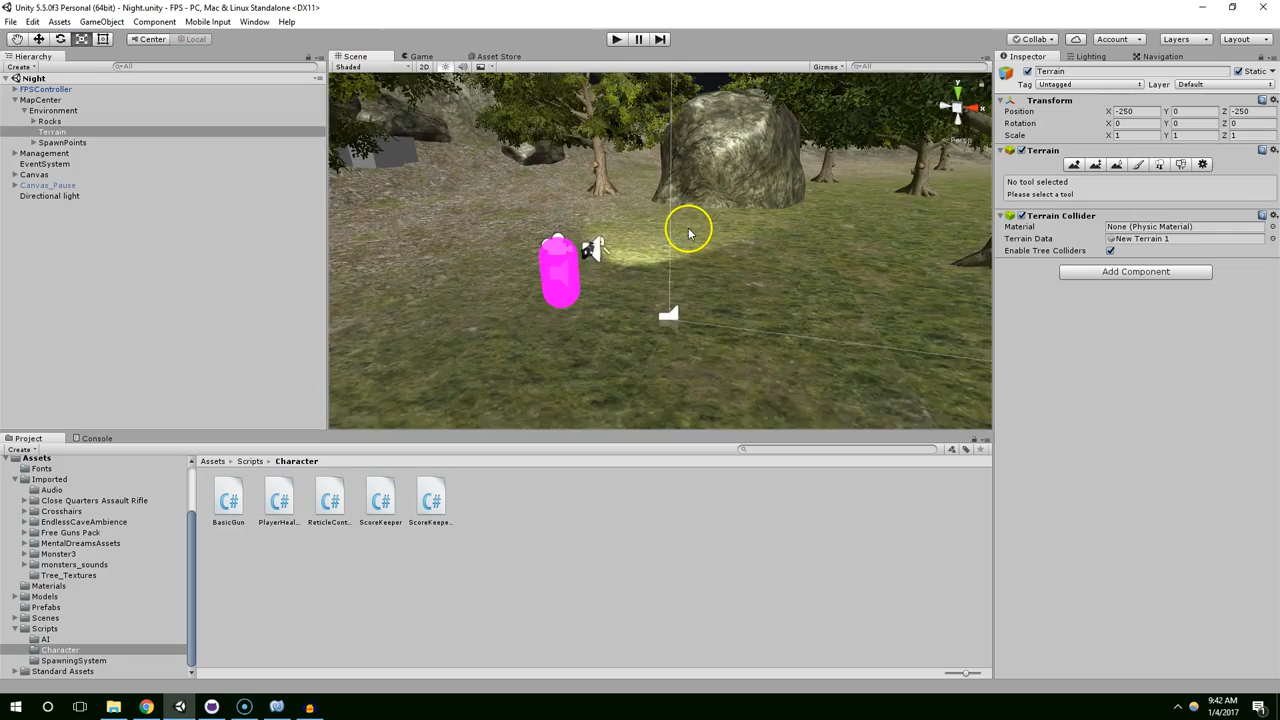 Unity 5.5.0f3 Personal (64bit) - Night.unity - FPS - PC, Mac & Linux Standalone <DX11>
File Edit Assets GameObject Component Mobile Input Window Help
Center Local Collab Account Layers Layout
Hierarchy Scene Game Asset Store Inspector Lighting Navigation
Create All Shaded 2D Gizmos All
Terrain Static
Tag Untagged Layer Default
Night
FPSController
MapCenter
Environment
Rocks
Terrain
SpawnPoints
Management
EventSystem
Canvas
Canvas_Pause
Directional light
Y
X
Persp
Transform
Position X -250 Y 0 Z -250
Rotation X 0 Y 0 Z 0
Scale X 1 Y 1 Z 1
Terrain
No tool selected
Please select a tool
Terrain Collider
Material None (Physic Material)
Terrain Data New Terrain 1
Enable Tree Colliders
Add Component
Project Console
Create
Assets
Fonts
Imported
Audio
Close Quarters Assault Rifle
Crosshairs
EndlessCaveAmbience
Free Guns Pack
MentalDreamsAssets
Monster3
monsters_sounds
Tree_Textures
Materials
Models
Prefabs
Scenes
Scripts
AI
Character
SpawningSystem
Standard Assets
Assets Scripts Character
C# C# C# C# C#
BasicGun PlayerHeal... ReticleCont... ScoreKeeper ScoreKeepe...
9:42 AM
1/4/2017